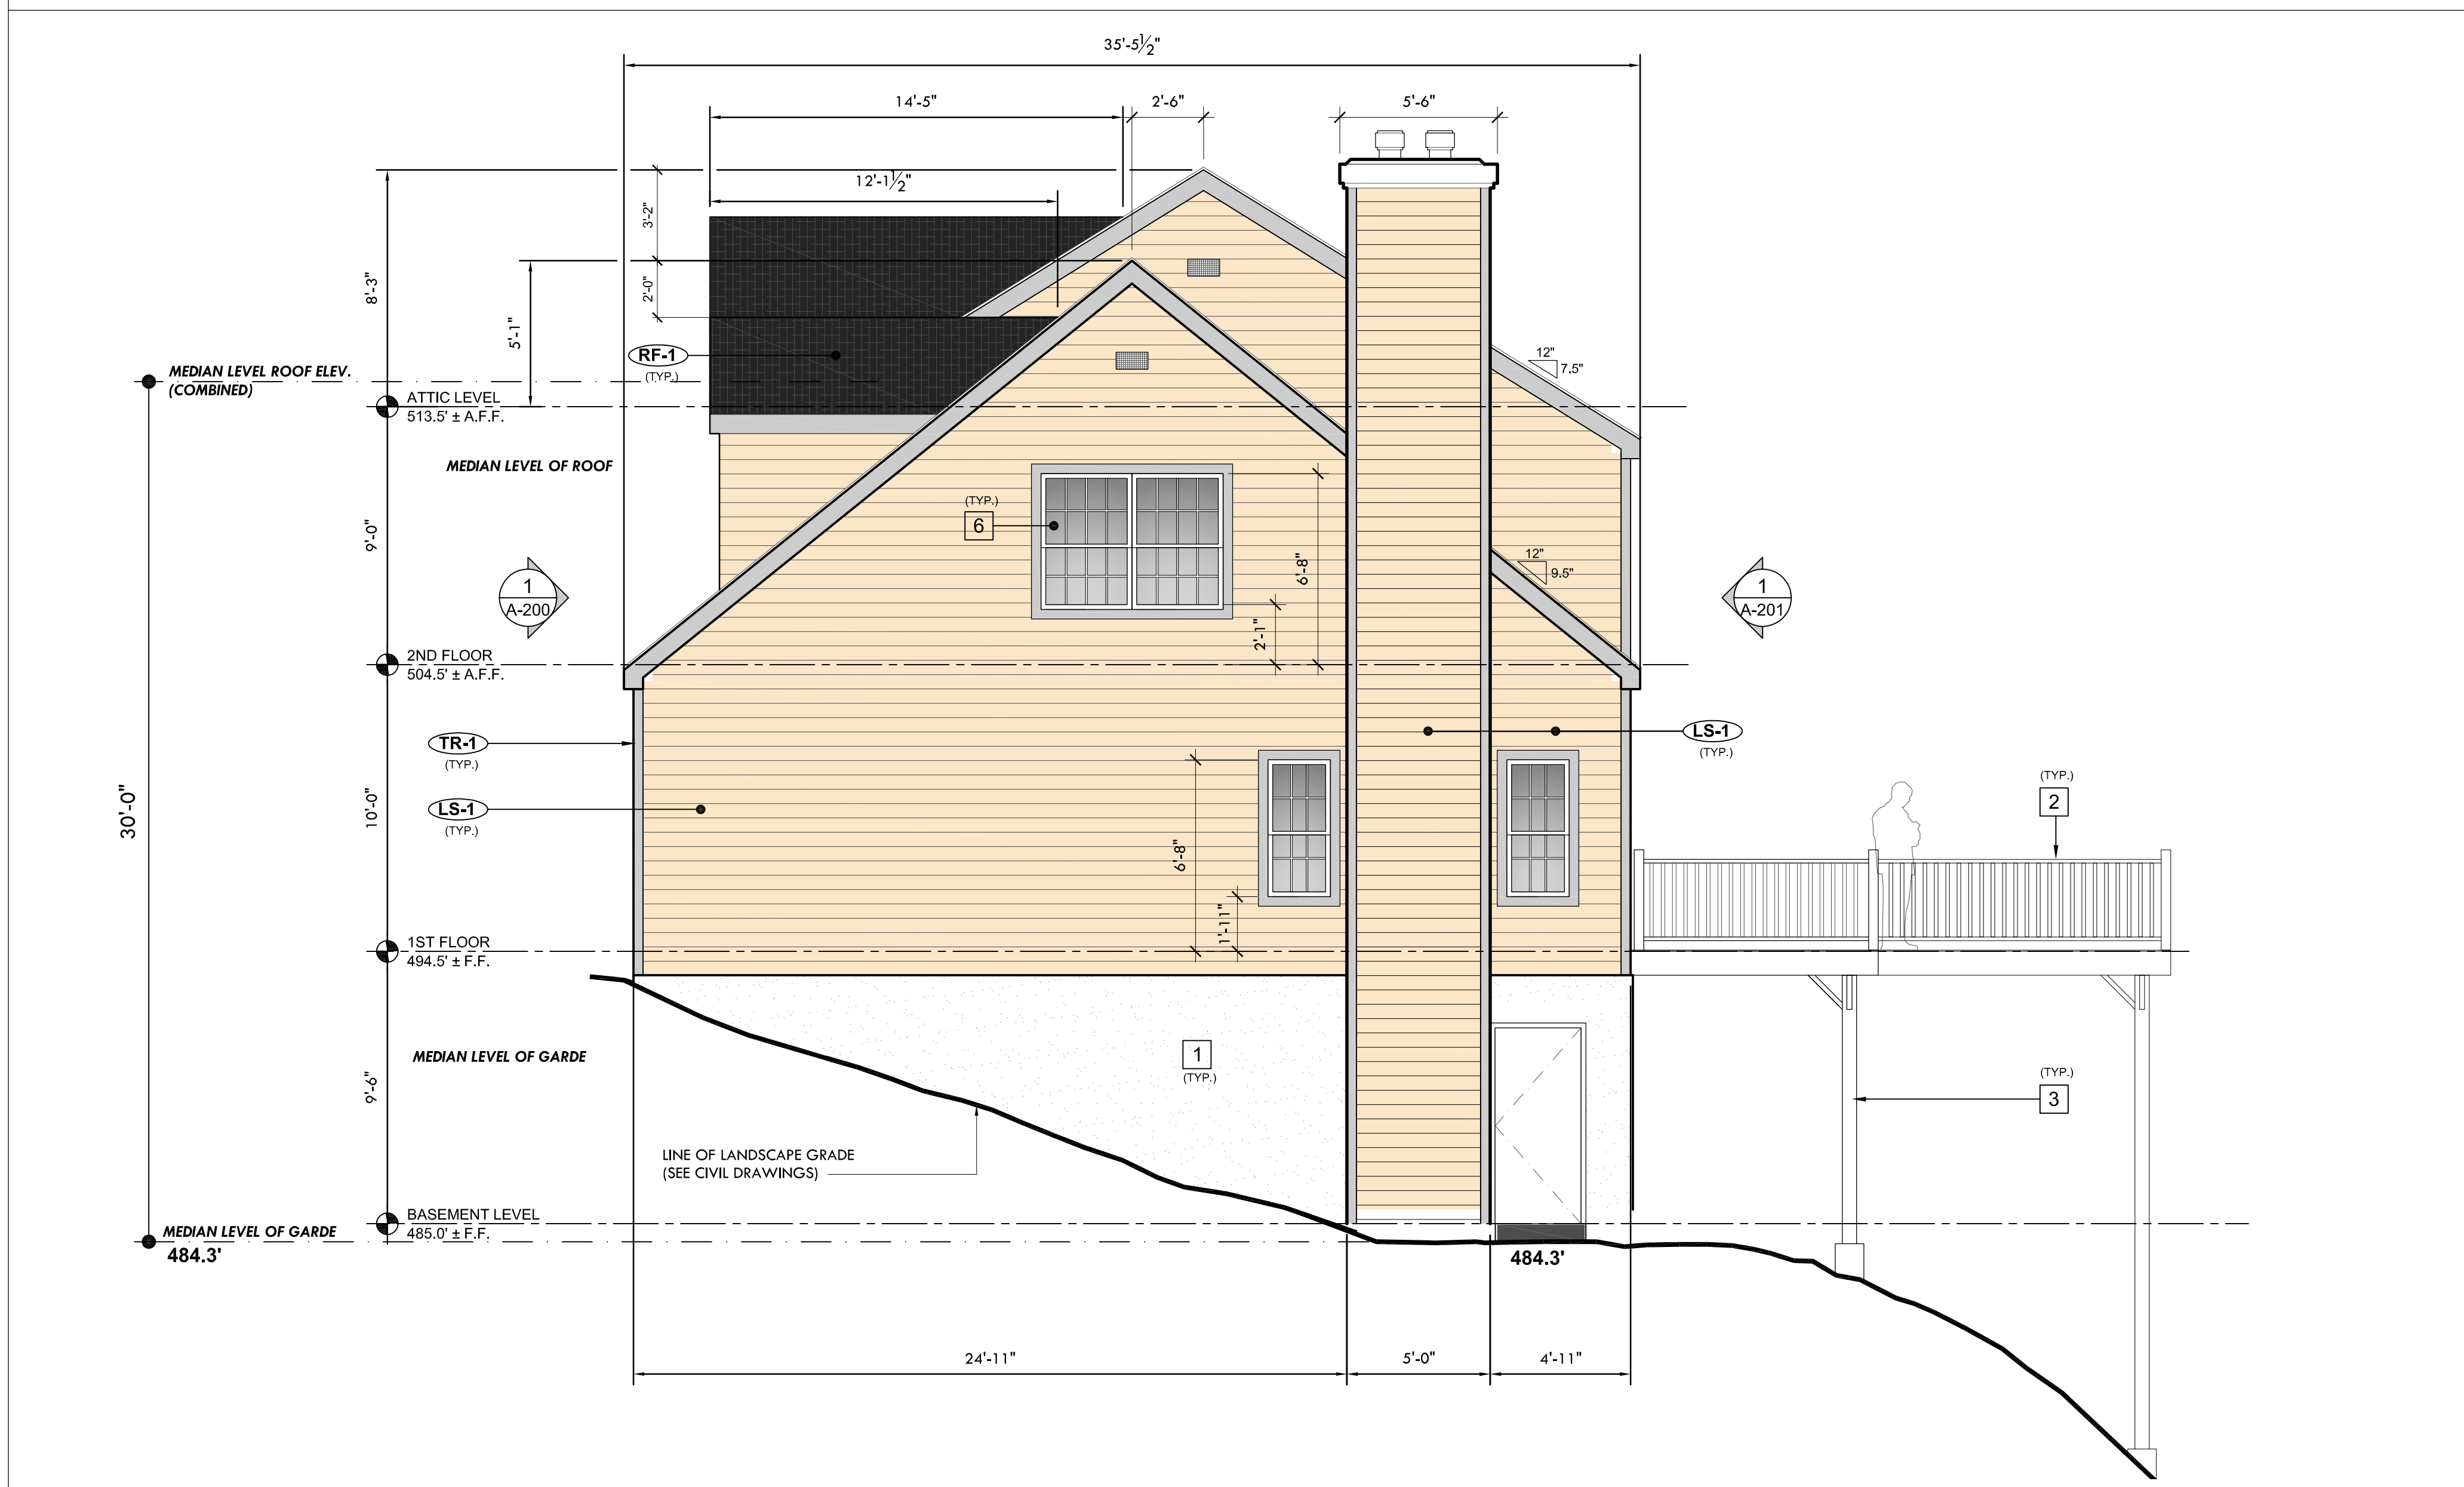 35'-5½"
14'-5"
2'-6"
5'-6"
12'-1½"
3'-2"
2'-0"
8'-3"
5'-1"
RF-1
(TYP.)
12"
7.5"
MEDIAN LEVEL ROOF ELEV.
(COMBINED)
ATTIC LEVEL
513.5' ± A.F.F.
MEDIAN LEVEL OF ROOF
(TYP.)
6
9'-0"
6'-8"
12"
9.5"
1
A-200
1
A-201
2'-1"
2ND FLOOR
504.5' ± A.F.F.
TR-1
(TYP.)
LS-1
(TYP.)
LS-1
(TYP.)
30'-0"
10'-0"
6'-8"
1'-11"
(TYP.)
2
1ST FLOOR
494.5' ± F.F.
MEDIAN LEVEL OF GARDE
1
(TYP.)
9'-6"
(TYP.)
3
LINE OF LANDSCAPE GRADE
(SEE CIVIL DRAWINGS)
BASEMENT LEVEL
485.0' ± F.F.
MEDIAN LEVEL OF GARDE
484.3'
484.3'
24'-11"
5'-0"
4'-11"